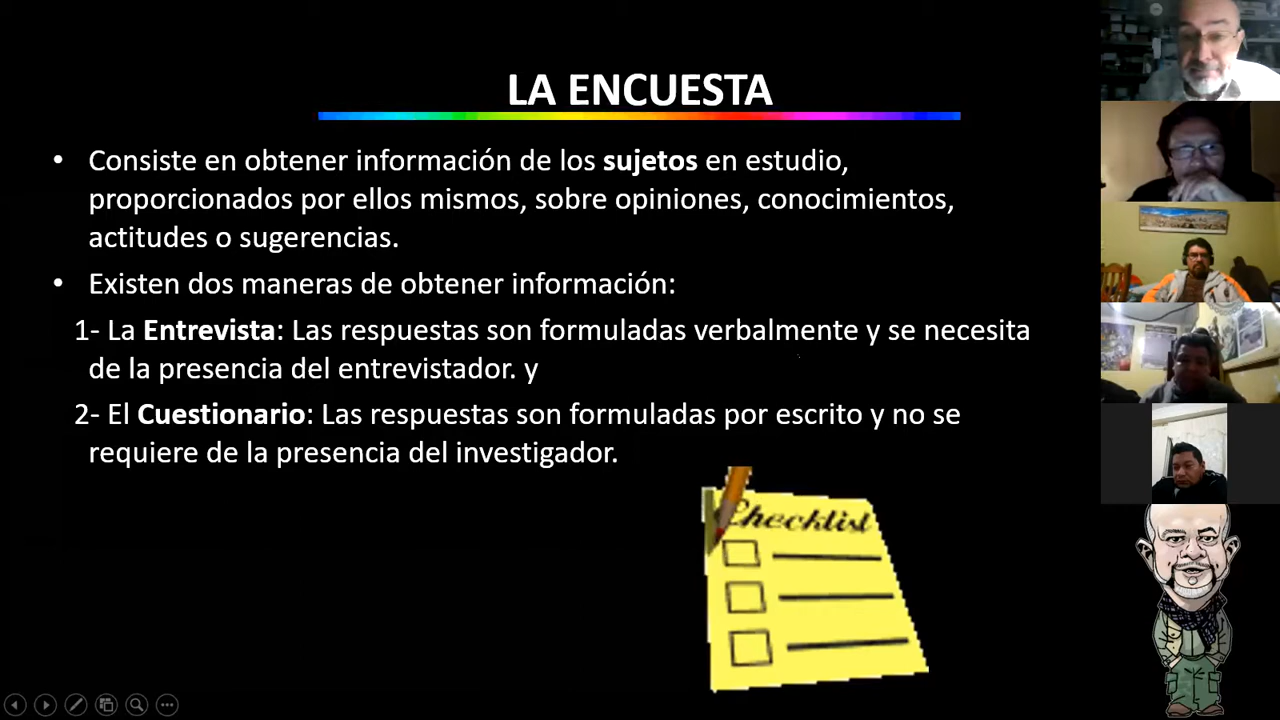 LA ENCUESTA
• Consiste en obtener información de los sujetos en estudio,
proporcionados por ellos mismos, sobre opiniones, conocimientos,
actitudes o sugerencias.
• Existen dos maneras de obtener información:
1- La Entrevista: Las respuestas son formuladas verbalmente y se necesita
de la presencia del entrevistador. y
2- El Cuestionario: Las respuestas son formuladas por escrito y no se
requiere de la presencia del investigador.
Checklist